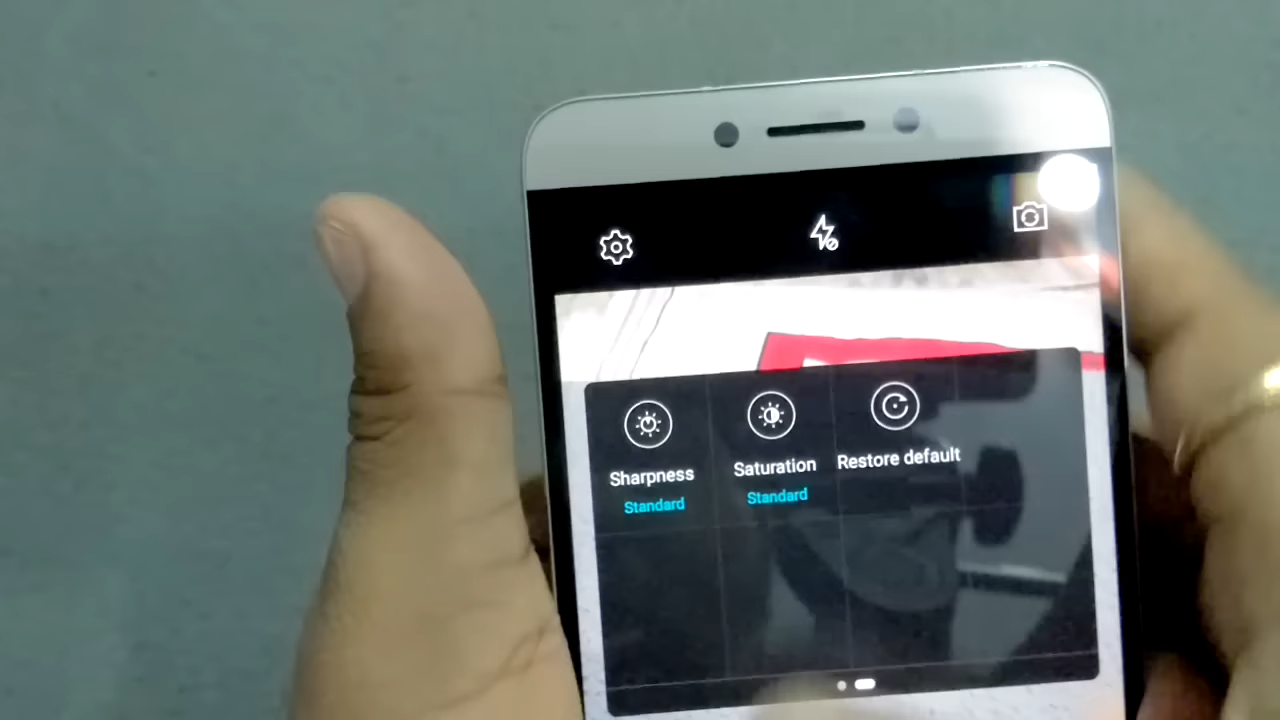 Sharpness
Standard
Saturation
Standard
Restore default